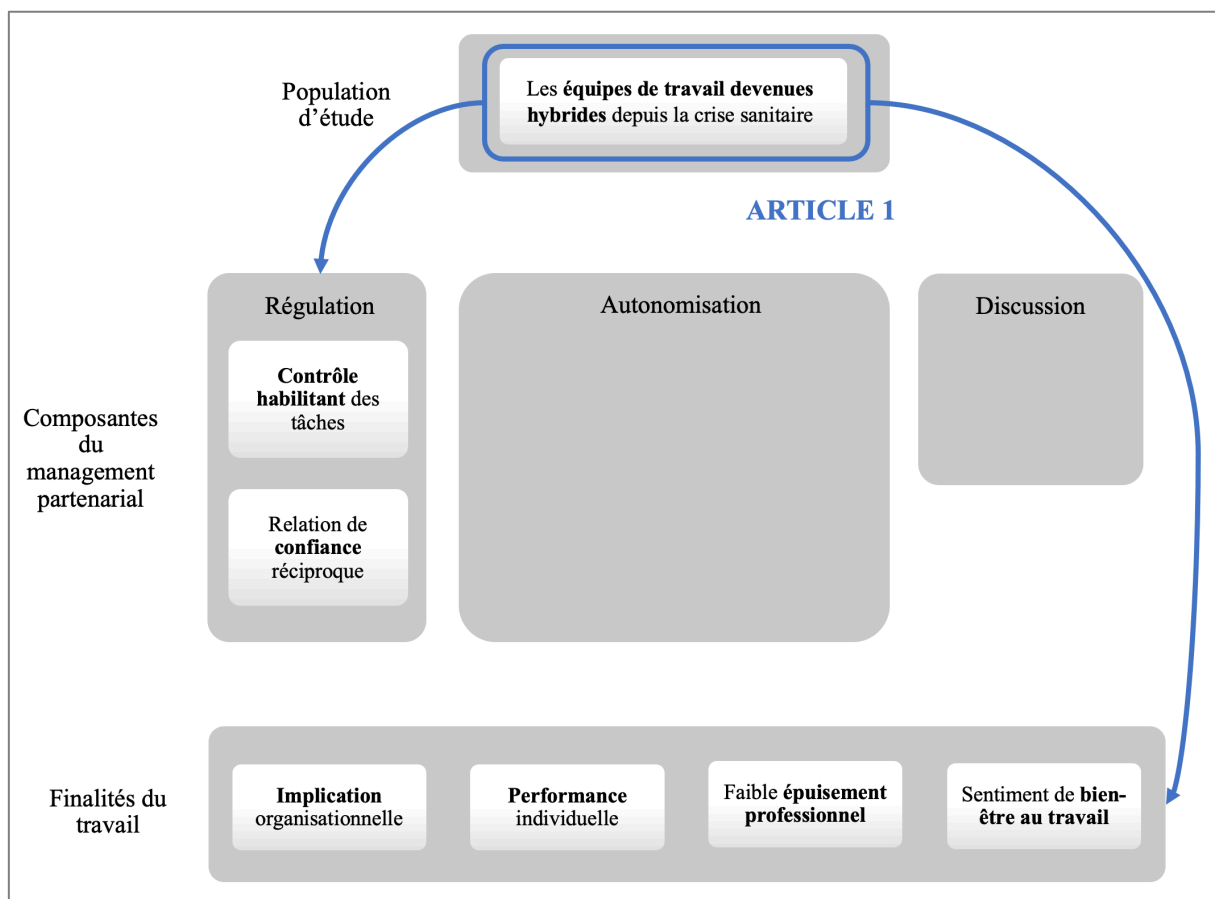 Population
d’étude
Les équipes de travail devenues
hybrides depuis la crise sanitaire
ARTICLE 1
Composantes
du
management
partenarial
Régulation
Contrôle
habilitant des
tâches
Relation de
confiance
réciproque
Autonomisation
Discussion
Finalités du
travail
Implication
organisationnelle
Performance
individuelle
Faible épuisement
professionnel
Sentiment de bien-
être au travail